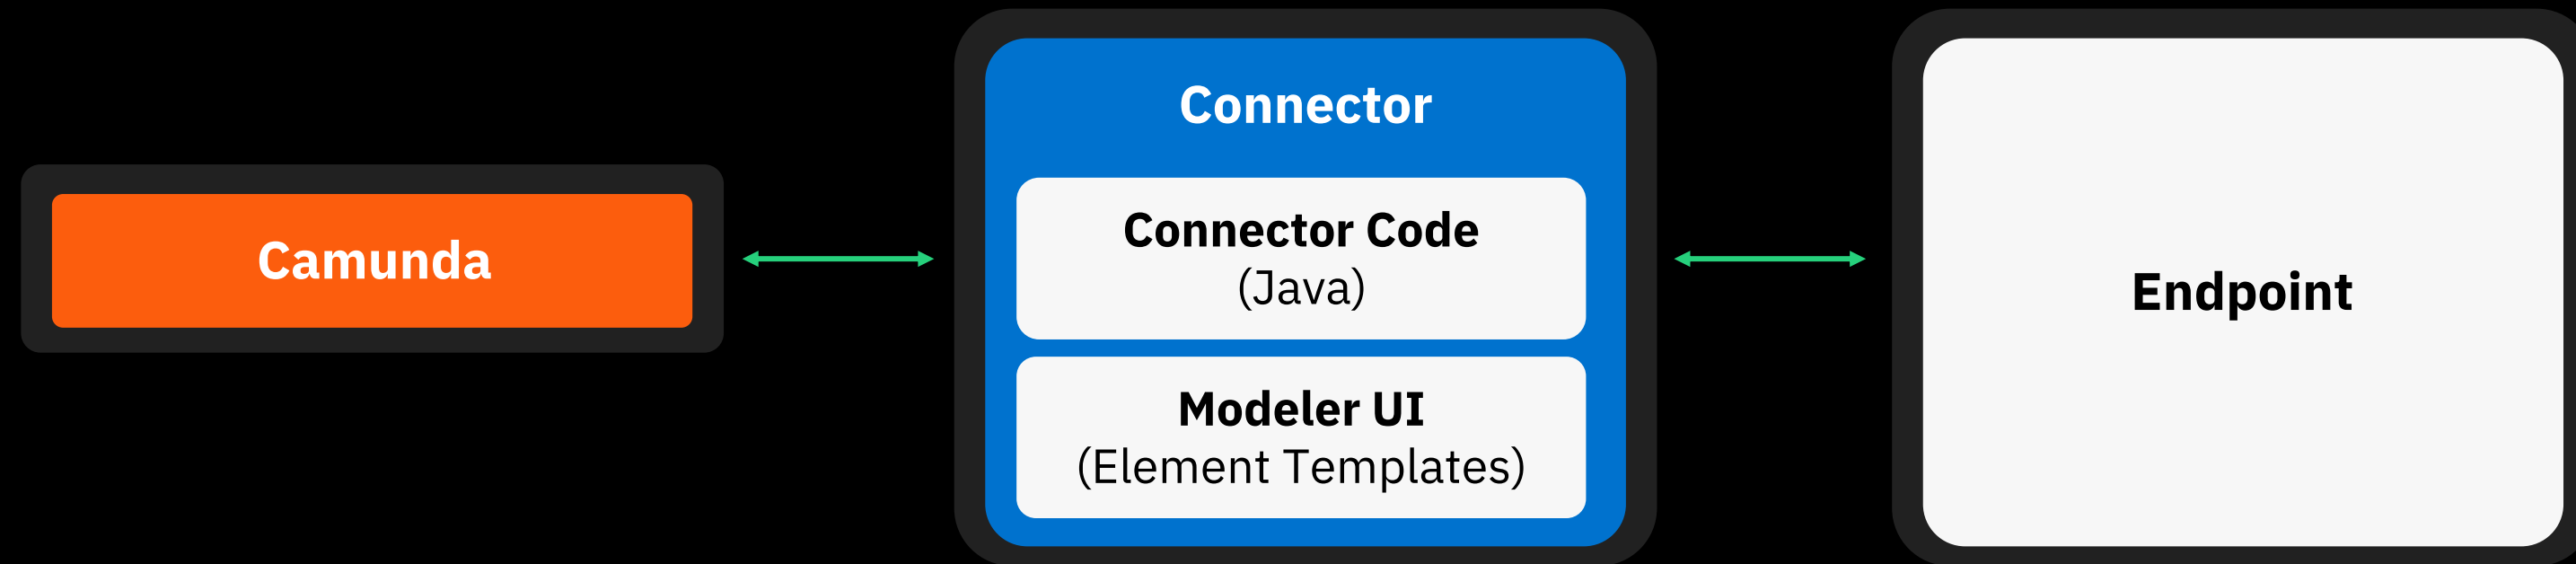 Camunda
Connector
Connector Code
(Java)
Modeler UI
(Element Templates)
Endpoint